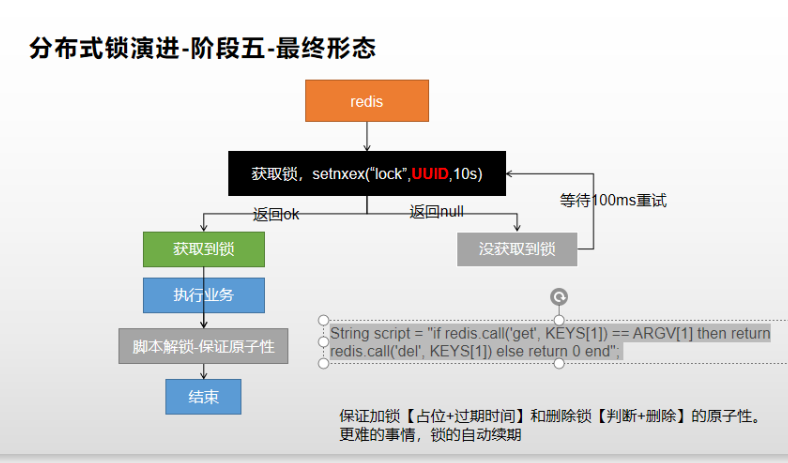 分布式锁演进-阶段五-最终形态
redis
获取锁，setnxex(“lock”,UUID,10s)
等待100ms重试
返回ok
返回null
获取到锁
没获取到锁
执行业务
String script = "if redis.call('get', KEYS[1]) == ARGV[1] then return
redis.call('del', KEYS[1]) else return 0 end";
脚本解锁-保证原子性
结束
保证加锁【占位+过期时间】和删除锁【判断+删除】的原子性。
更难的事情，锁的自动续期